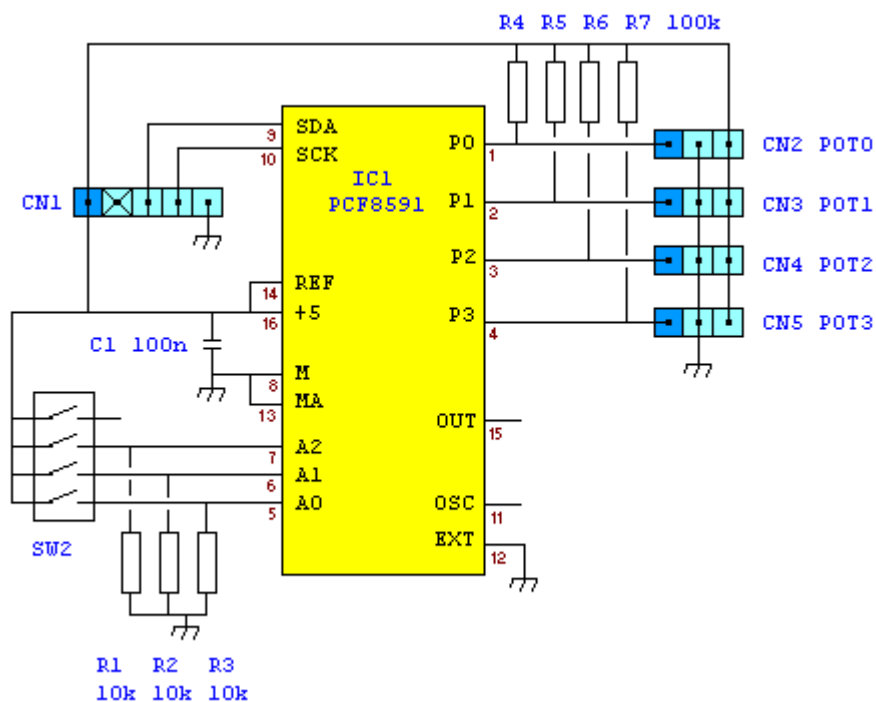 R4 R5 R6 R7 100k
SDA
9
SCK
10
P0
1
CN2 POT0
IC1
PCF8591
CN1
P1
2
CN3 POT1
P2
3
CN4 POT2
REF
14
+5
16
P3
4
CN5 POT3
C1 100n
M
8
MA
13
OUT
15
A2
7
A1
6
A0
5
OSC
11
EXT
12
SW2
R1 R2 R3
10k 10k 10k